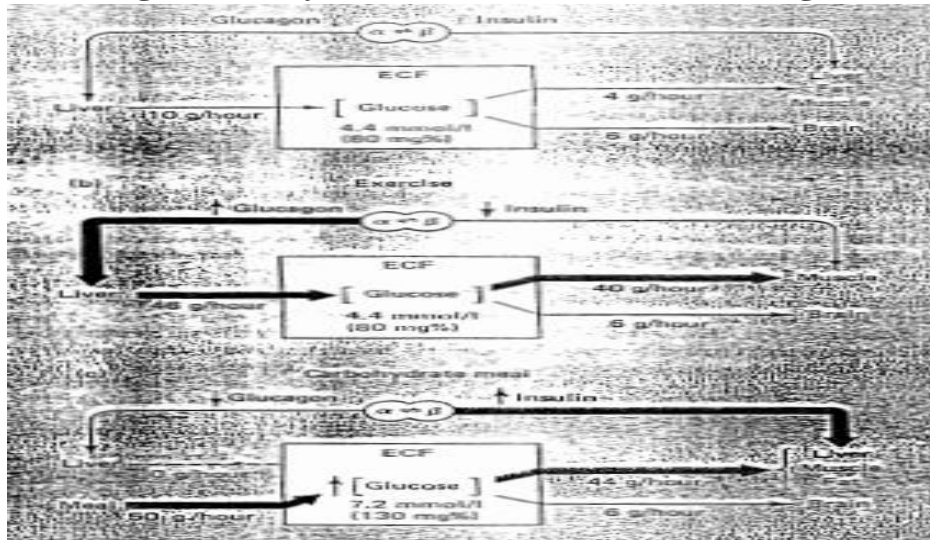 Glucagon Insulin
α β
ECF
Liver
Fat
Muscle
Liver 10 g/hour [ Glucose ] 4 g/hour
4.4 mmol/l
(80 mg%)
6 g/hour Brain
(b) Exercise
↑ Glucagon α β ↓ Insulin
ECF
Muscle
Liver 46 g/hour [ Glucose ] 40 g/hour
4.4 mmol/l
(80 mg%)
6 g/hour Brain
(c) Carbohydrate meal
↓ Glucagon α β ↑ Insulin
ECF
Liver
Muscle
Fat
Liver ↑ [Glucose ] 44 g/hour
Meal 7.2 mmol/l
(130 mg%)
g/hour
6 g/hour Brain